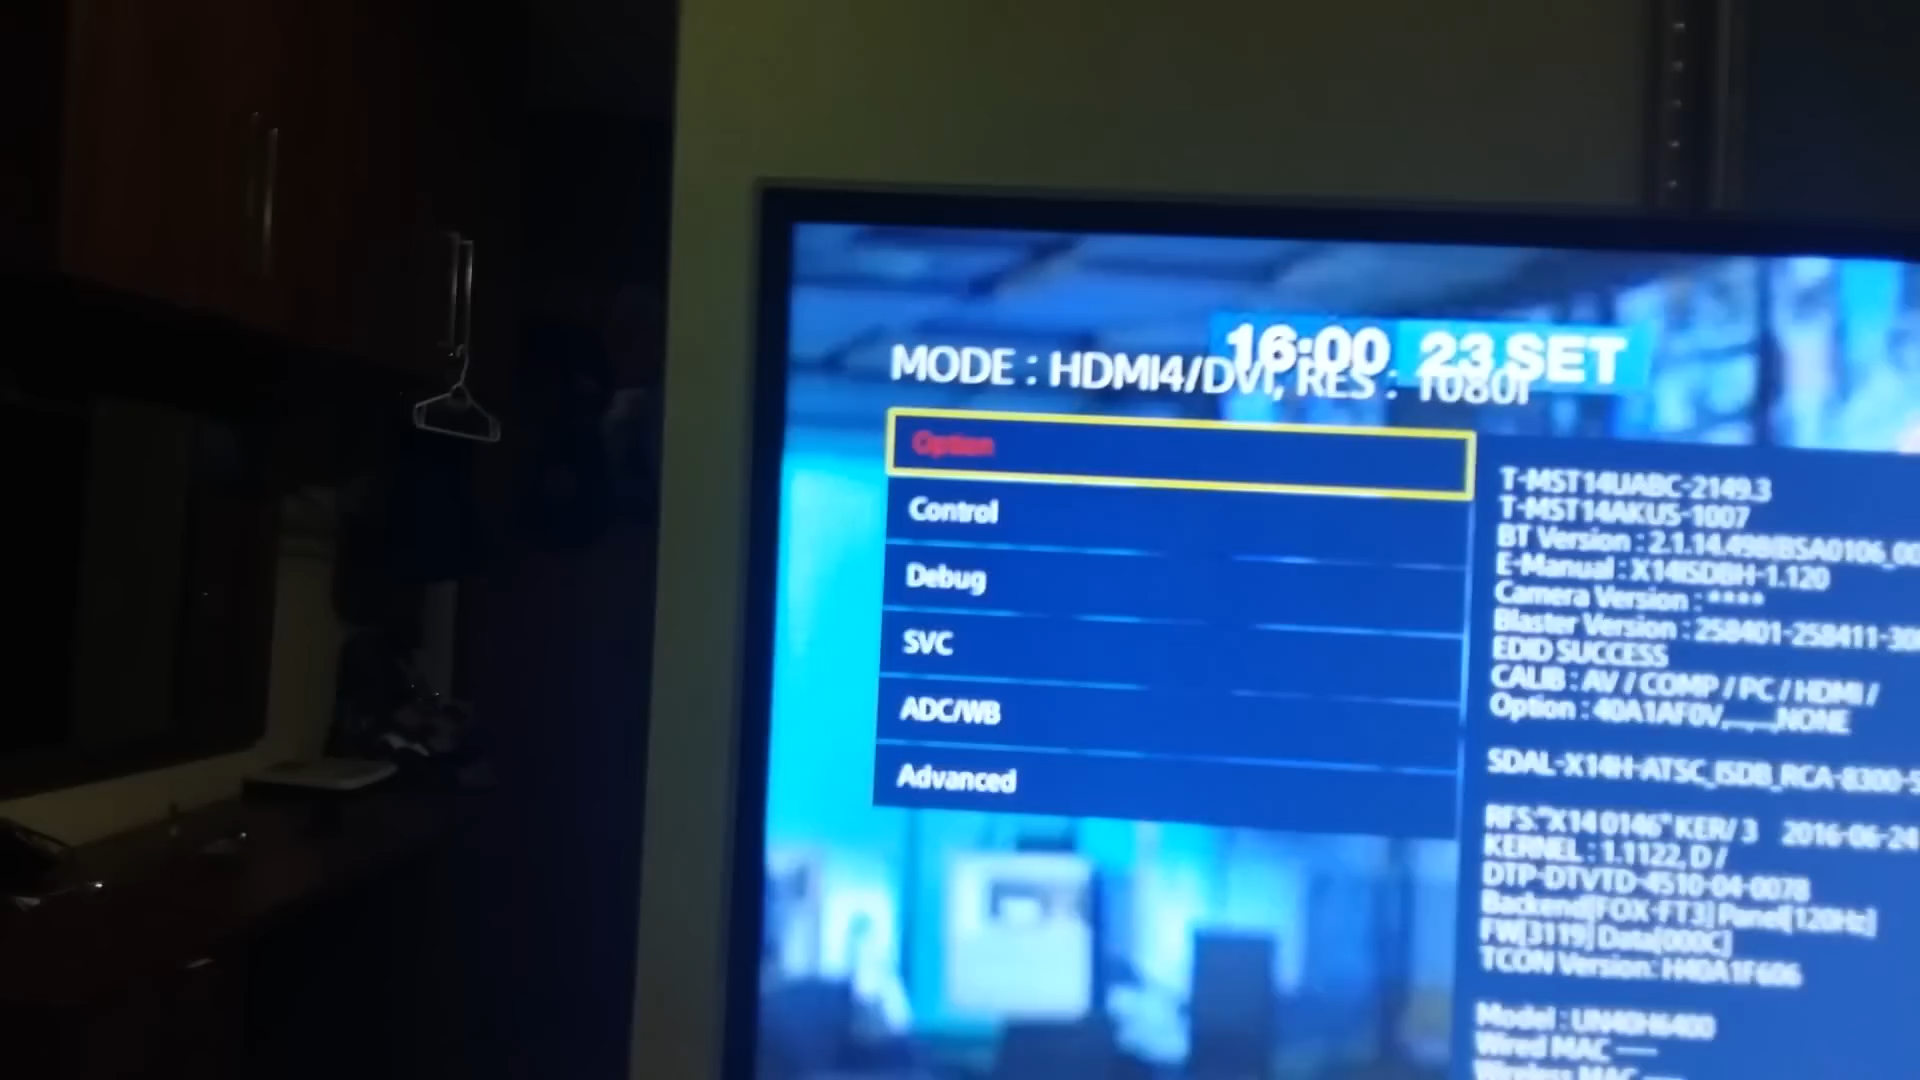 16:00 23 SET
MODE : HDMI4/DVI, RES : 1080i
Option
Control
Debug
SVC
ADC/WB
Advanced
T-MST14UABC-2149.3
T-MST14AKUS-1007
BT Version :
E-Manual : X14ISDBH-1.120
Camera Version : ****
Blaster Version : 258401-258411-
EDID SUCCESS
CALIB : AV / COMP / PC / HDMI /
Option : 40A1AF0V,
NONE
SDAL-X14H-ATSC_ISDB_RCA-8300-
RFS:"X14 0146" KER/ 3 2016-06-24
KERNEL : 1.1122, D /
DTP-DTVTD-4510-04-0078
Backend[FOX-FT3] Panel[120Hz]
FW[3119] Data[000C]
TCON Version: H40A1F606
Model : UN40H6400
Wired MAC
Wireless MAC